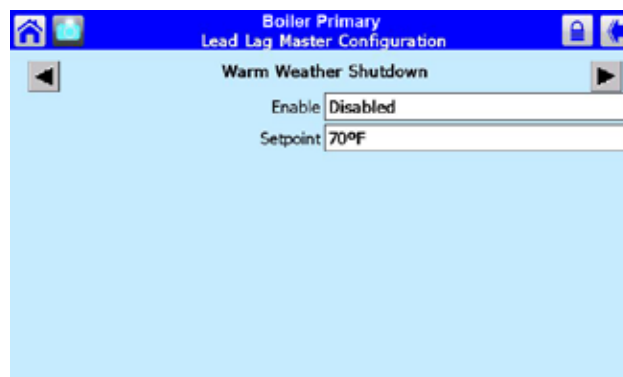 Boiler Primary
Lead Lag Master Configuration
Warm Weather Shutdown
Enable Disabled
Setpoint 70ºF